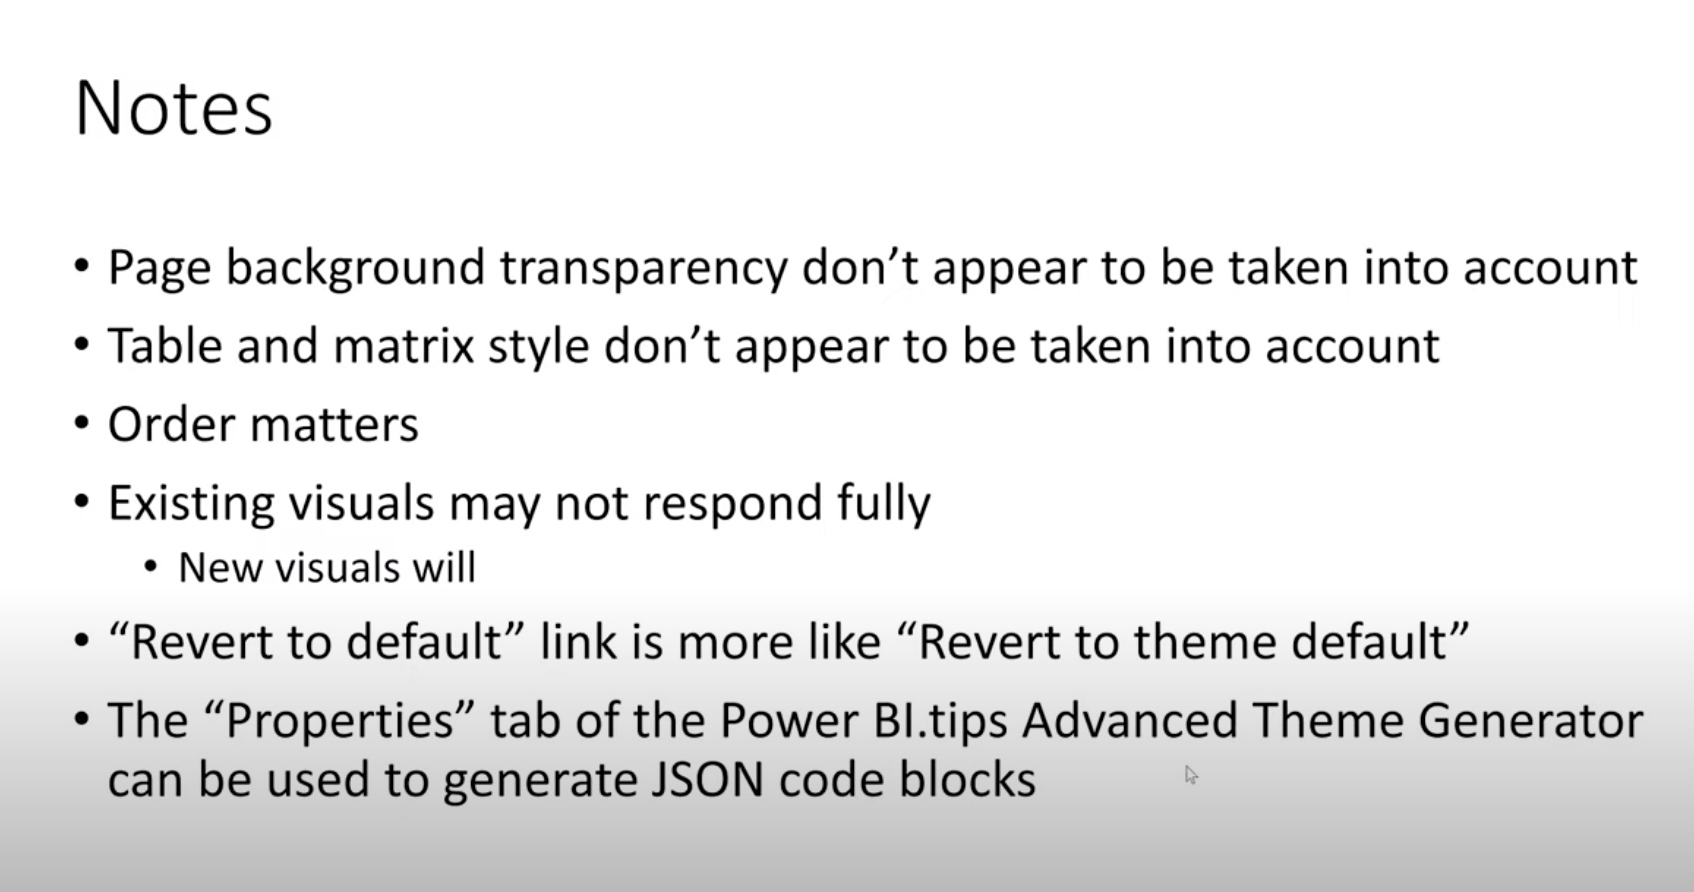 Notes
• Page background transparency don’t appear to be taken into account
• Table and matrix style don’t appear to be taken into account
• Order matters
• Existing visuals may not respond fully
• New visuals will
• “Revert to default” link is more like “Revert to theme default”
• The “Properties” tab of the Power BI.tips Advanced Theme Generator
can be used to generate JSON code blocks